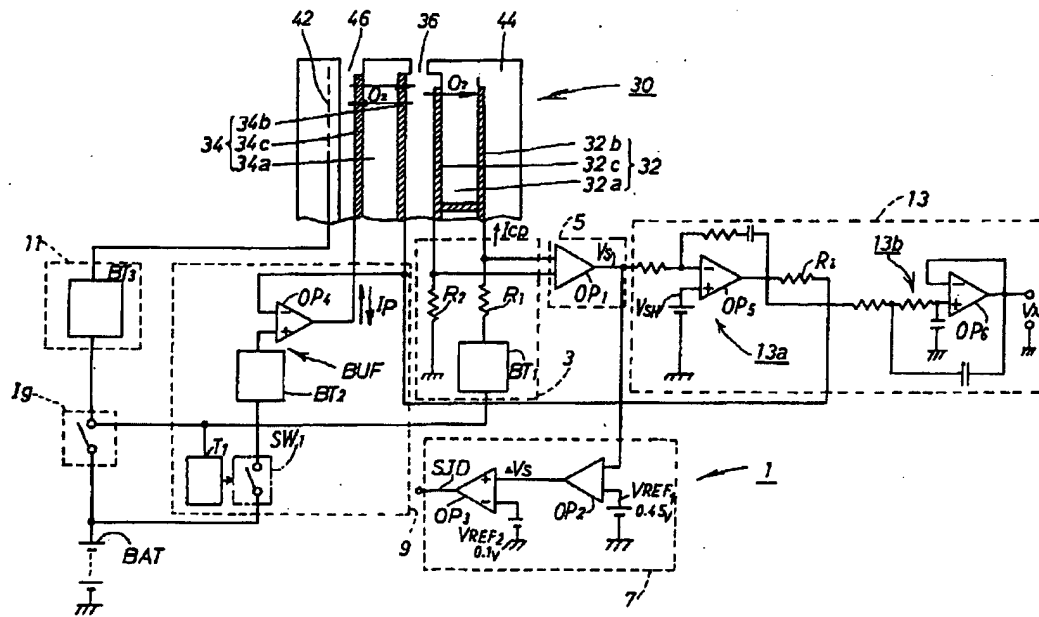 42
46
36
44
O2
O2
30
34
34b
34c
34a
32b
32c
32a
32
ICP
5
13
11
BT3
OP4
IP
R2
R1
VS
OP1
13b
Ri
VSH
OP5
OP6
13a
BUF
BT2
BT1
3
Ig
T1
SW1
SJD
ΔVS
1
OP3
OP2
VREF1
0.45V
VREF2
0.1V
BAT
9
7